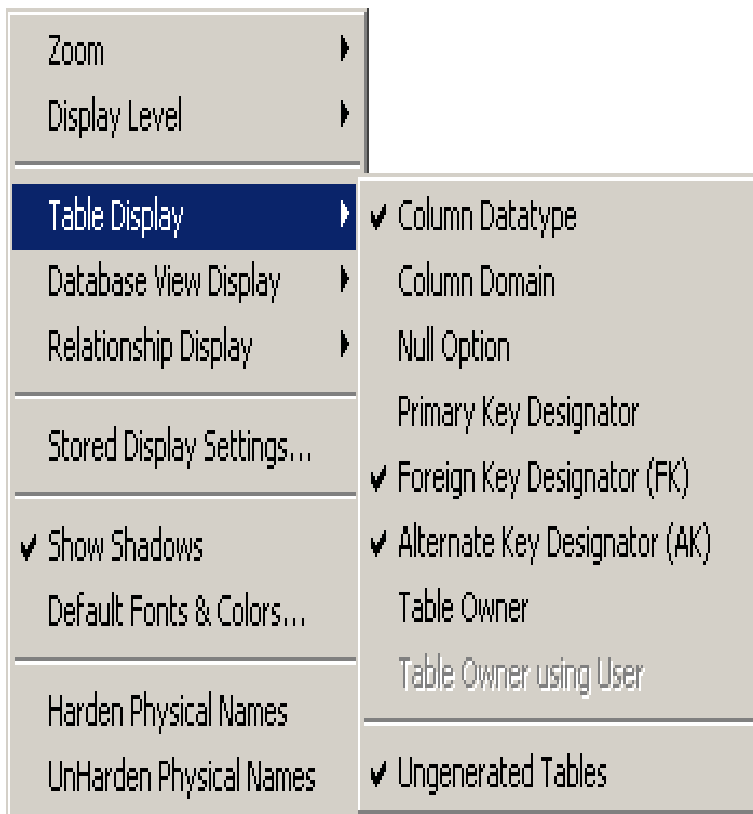 Zoom
Display Level
Table Display
Database View Display
Relationship Display
Stored Display Settings...
Show Shadows
Default Fonts & Colors...
Harden Physical Names
UnHarden Physical Names
Column Datatype
Column Domain
Null Option
Primary Key Designator
Foreign Key Designator (FK)
Alternate Key Designator (AK)
Table Owner
Table Owner using User
Ungenerated Tables